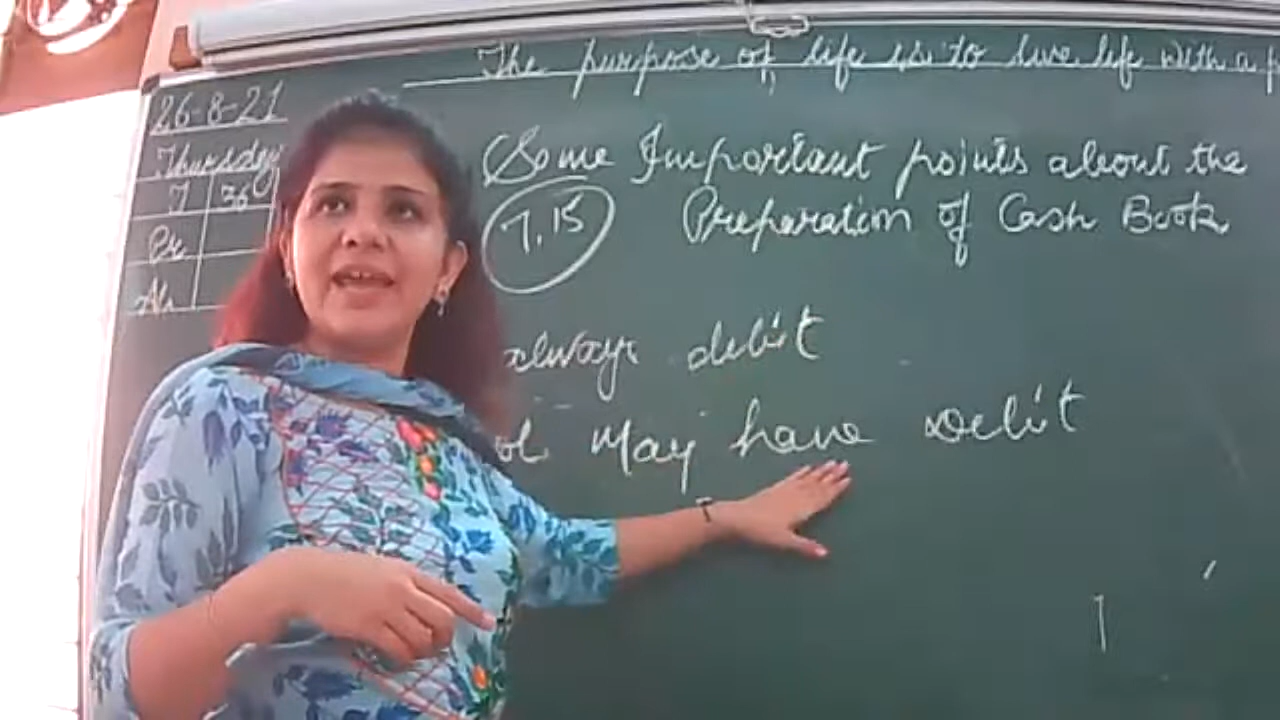 The purpose of life is to live life with a
26-8-21
Thursday
T 36
Pr
Ab
Some Important points about the
7.15
Preparation of Cash Book
always debit
may have debit